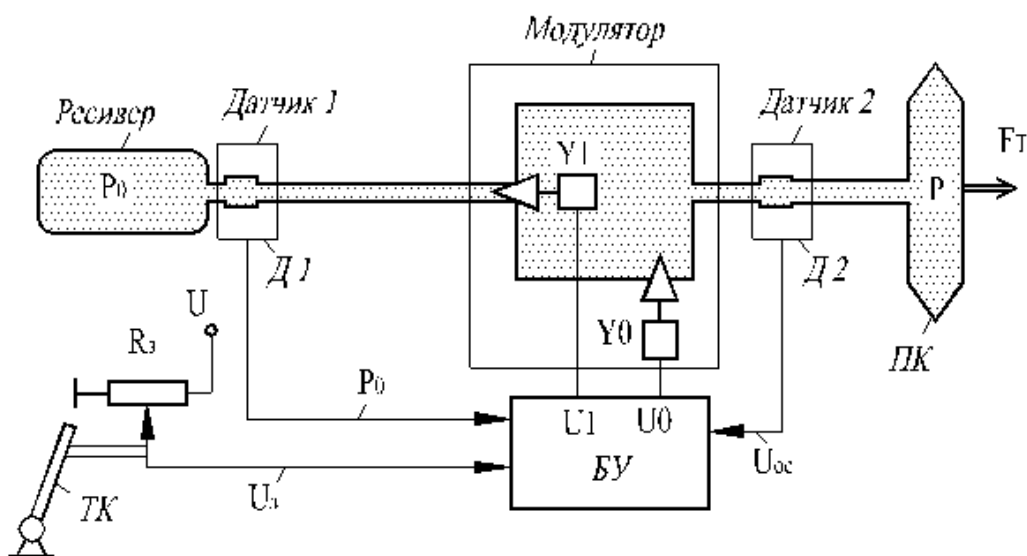 Модулятор
Ресивер
Датчик 1
Датчик 2
Y1
Fт
P₀
P
Д 1
Д 2
U
Y0
ПК
Rз
P₀
U1 U0
Uос
БУ
Uз
ТК